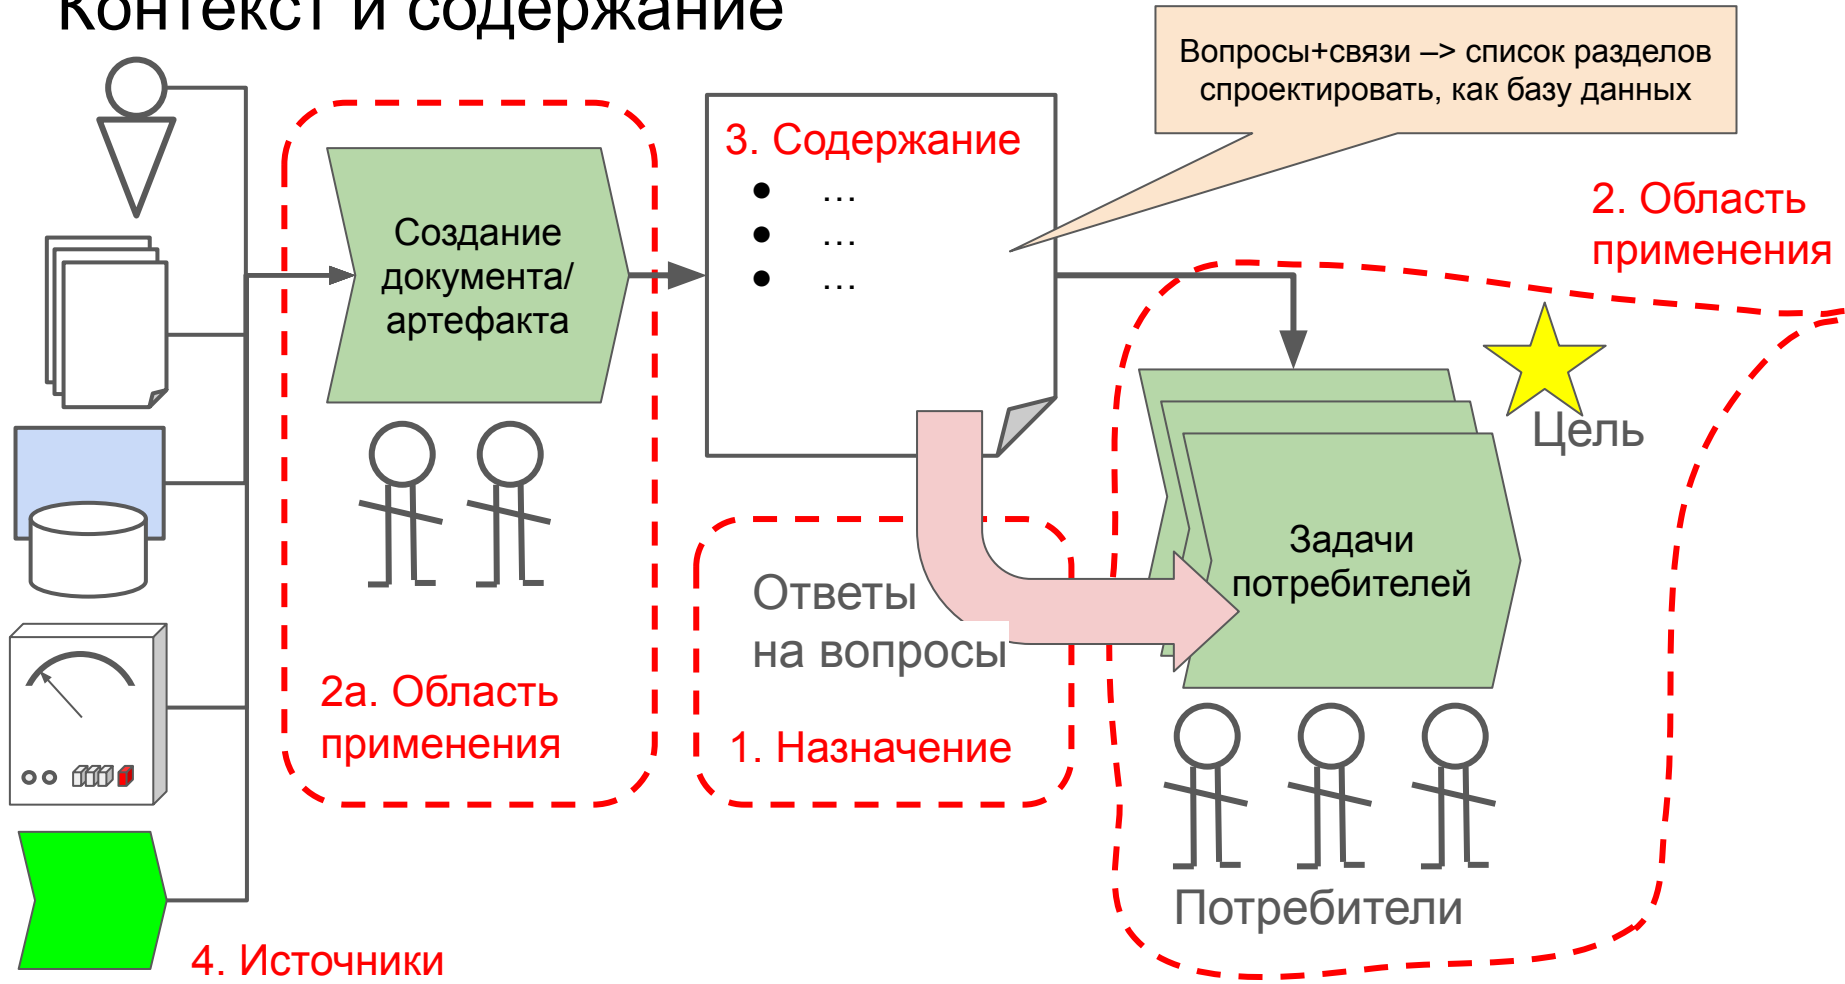 Контекст и содержание
Вопросы+связи –> список разделов
спроектировать, как базу данных
3. Содержание
● …
● …
● …
2. Область
применения
Создание
документа/
артефакта
Цель
Задачи
потребителей
Ответы
на вопросы
2а. Область
применения
1. Назначение
Потребители
4. Источники